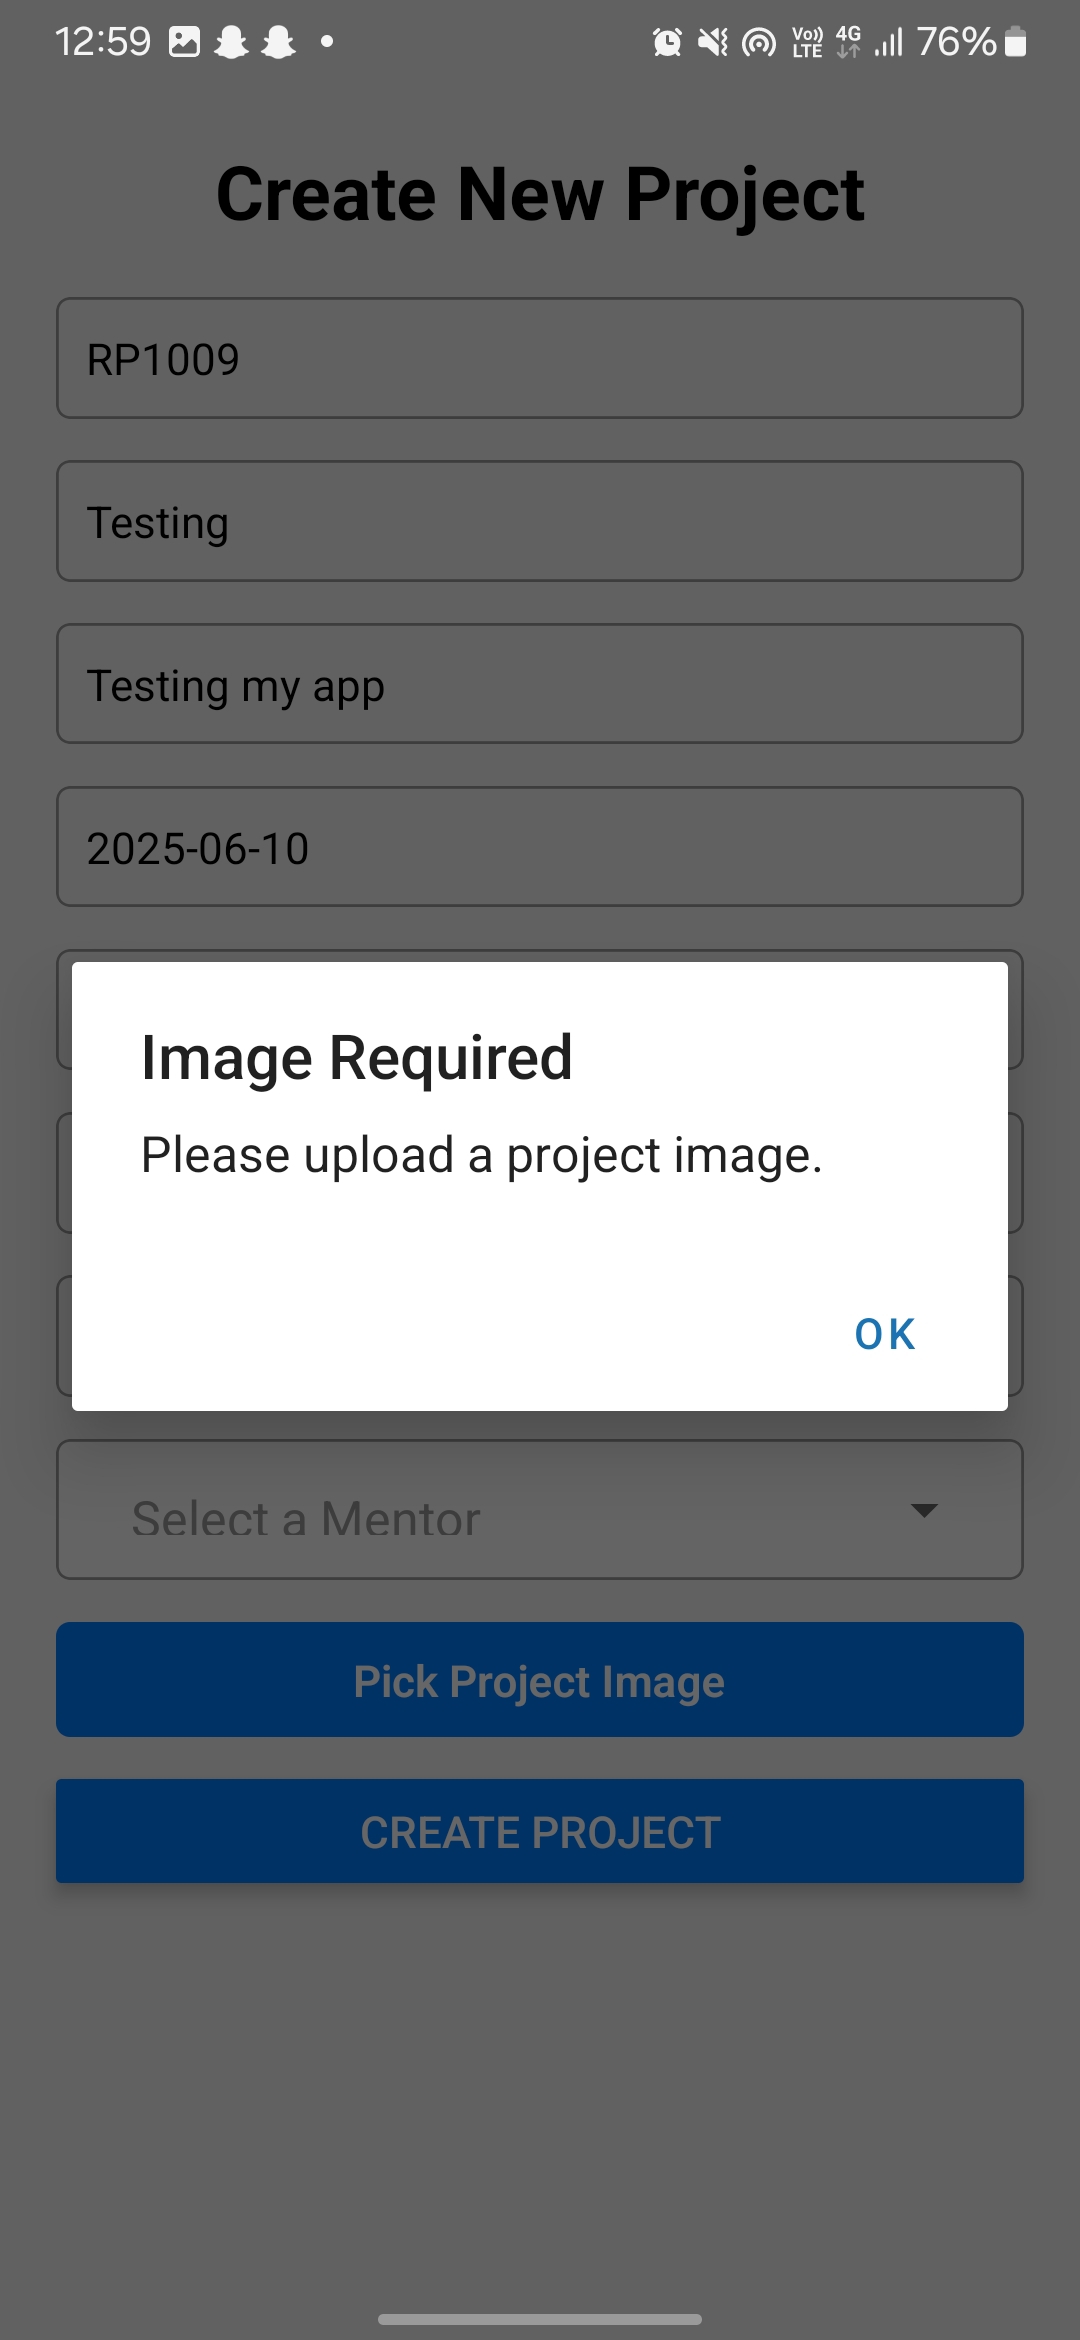 12:59 Vo)) LTE 4G 76%
Create New Project
RP1009
Testing
Testing my app
2025-06-10
Image Required
Please upload a project image.
OK
Select a Mentor
Pick Project Image
CREATE PROJECT